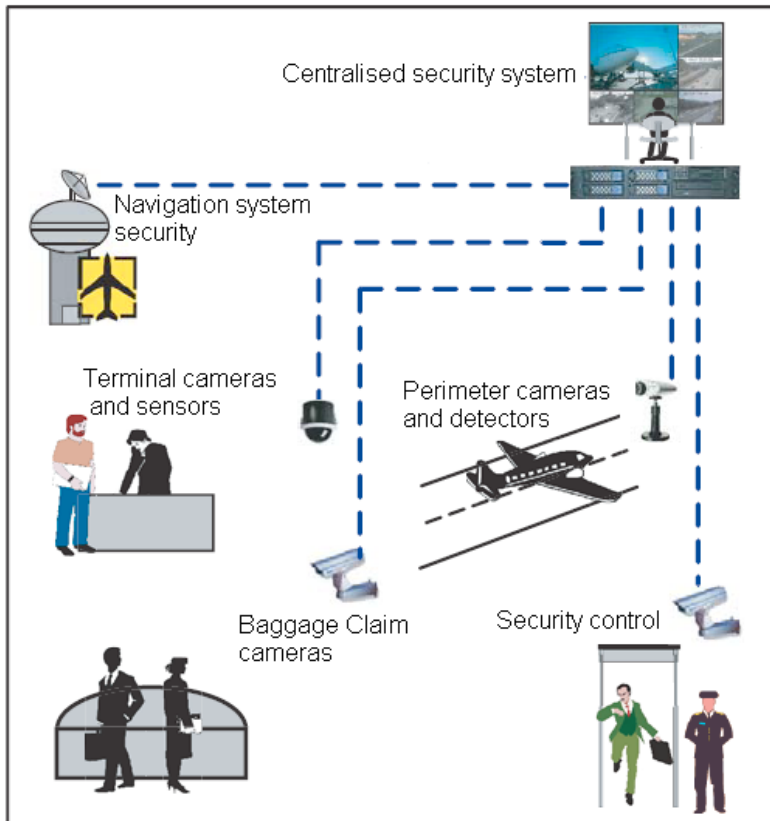 Centralised security system
Navigation system
security
Terminal cameras
and sensors
Perimeter cameras
and detectors
Baggage Claim
cameras
Security control